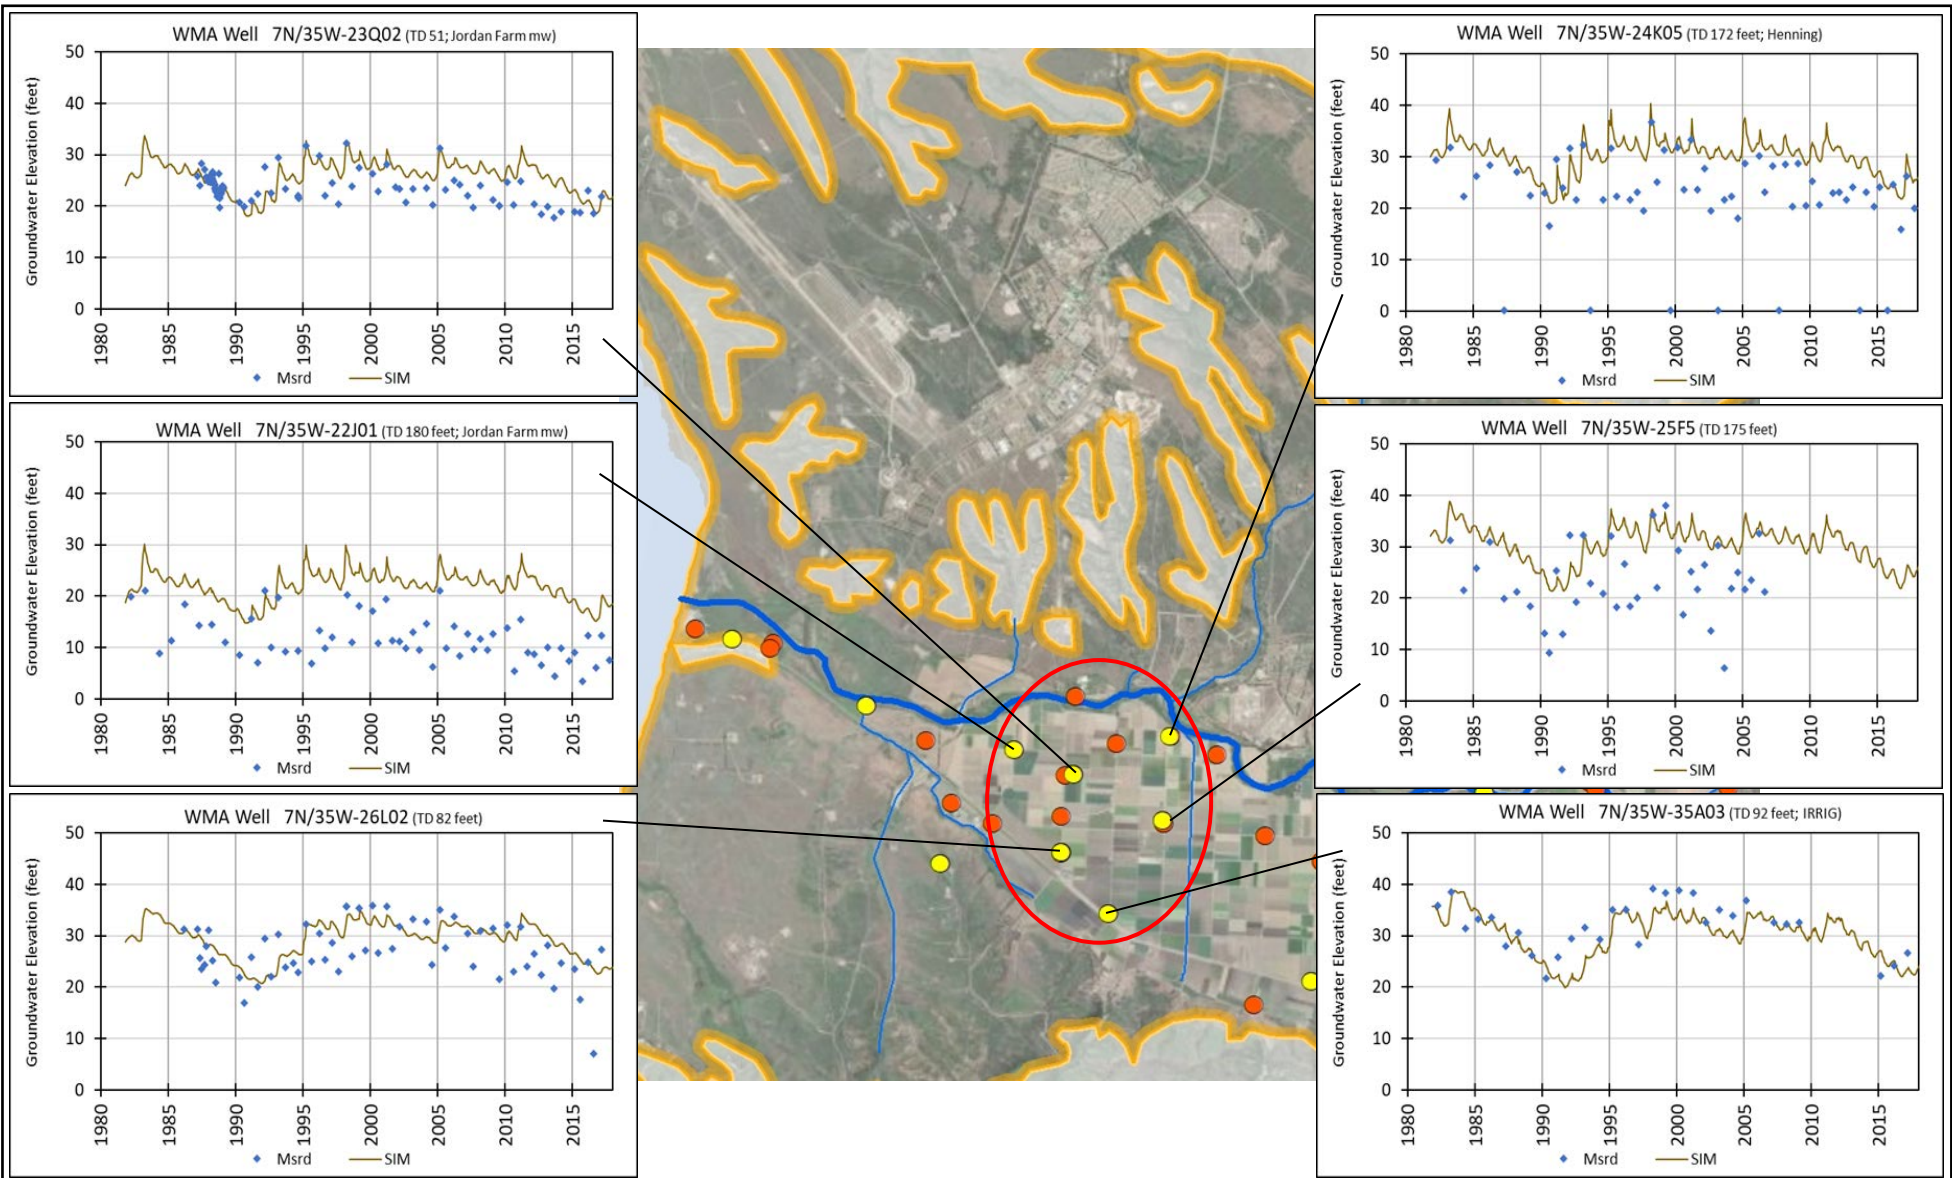 WMA Well 7N/35W-23Q02 (TD 51; Jordan Farm mw)
Groundwater Elevation (feet)
50
40
30
20
10
0
1980 1985 1990 1995 2000 2005 2010 2015
Msrd SIM
WMA Well 7N/35W-22J01 (TD 180 feet; Jordan Farm mw)
Groundwater Elevation (feet)
50
40
30
20
10
0
1980 1985 1990 1995 2000 2005 2010 2015
Msrd SIM
WMA Well 7N/35W-26L02 (TD 82 feet)
Groundwater Elevation (feet)
50
40
30
20
10
0
1980 1985 1990 1995 2000 2005 2010 2015
Msrd SIM
WMA Well 7N/35W-24K05 (TD 172 feet; Henning)
Groundwater Elevation (feet)
50
40
30
20
10
0
1980 1985 1990 1995 2000 2005 2010 2015
Msrd SIM
WMA Well 7N/35W-25F5 (TD 175 feet)
Groundwater Elevation (feet)
50
40
30
20
10
0
1980 1985 1990 1995 2000 2005 2010 2015
Msrd SIM
WMA Well 7N/35W-35A03 (TD 92 feet; IRRIG)
Groundwater Elevation (feet)
50
40
30
20
10
0
1980 1985 1990 1995 2000 2005 2010 2015
Msrd SIM